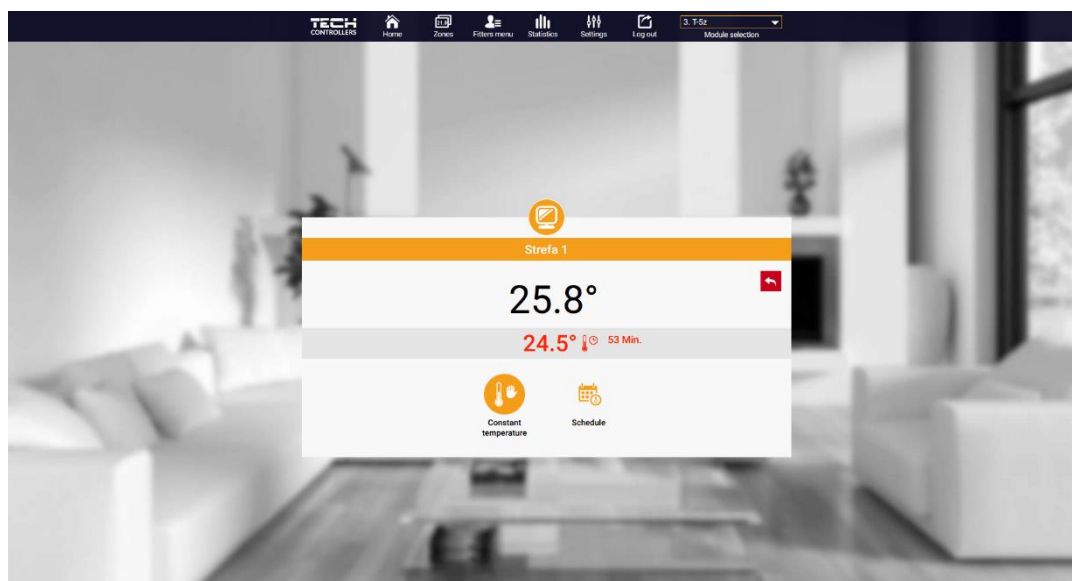 TECH
CONTROLLERS
Home
Zones
Fitters menu
Statistics
Settings
Log out
3. T-5z
Module selection
Strefa 1
25.8°
24.5° 53 Min.
Constant
temperature
Schedule